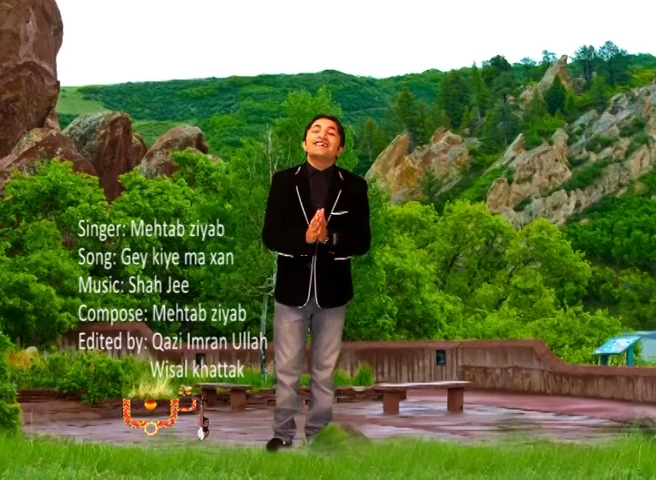 Singer: Mehtab ziyab
Song: Gey kiye ma xan
Music: Shah Jee
Compose: Mehtab ziyab
Edited by: Qazi Imran Ullah
Wisal khattak